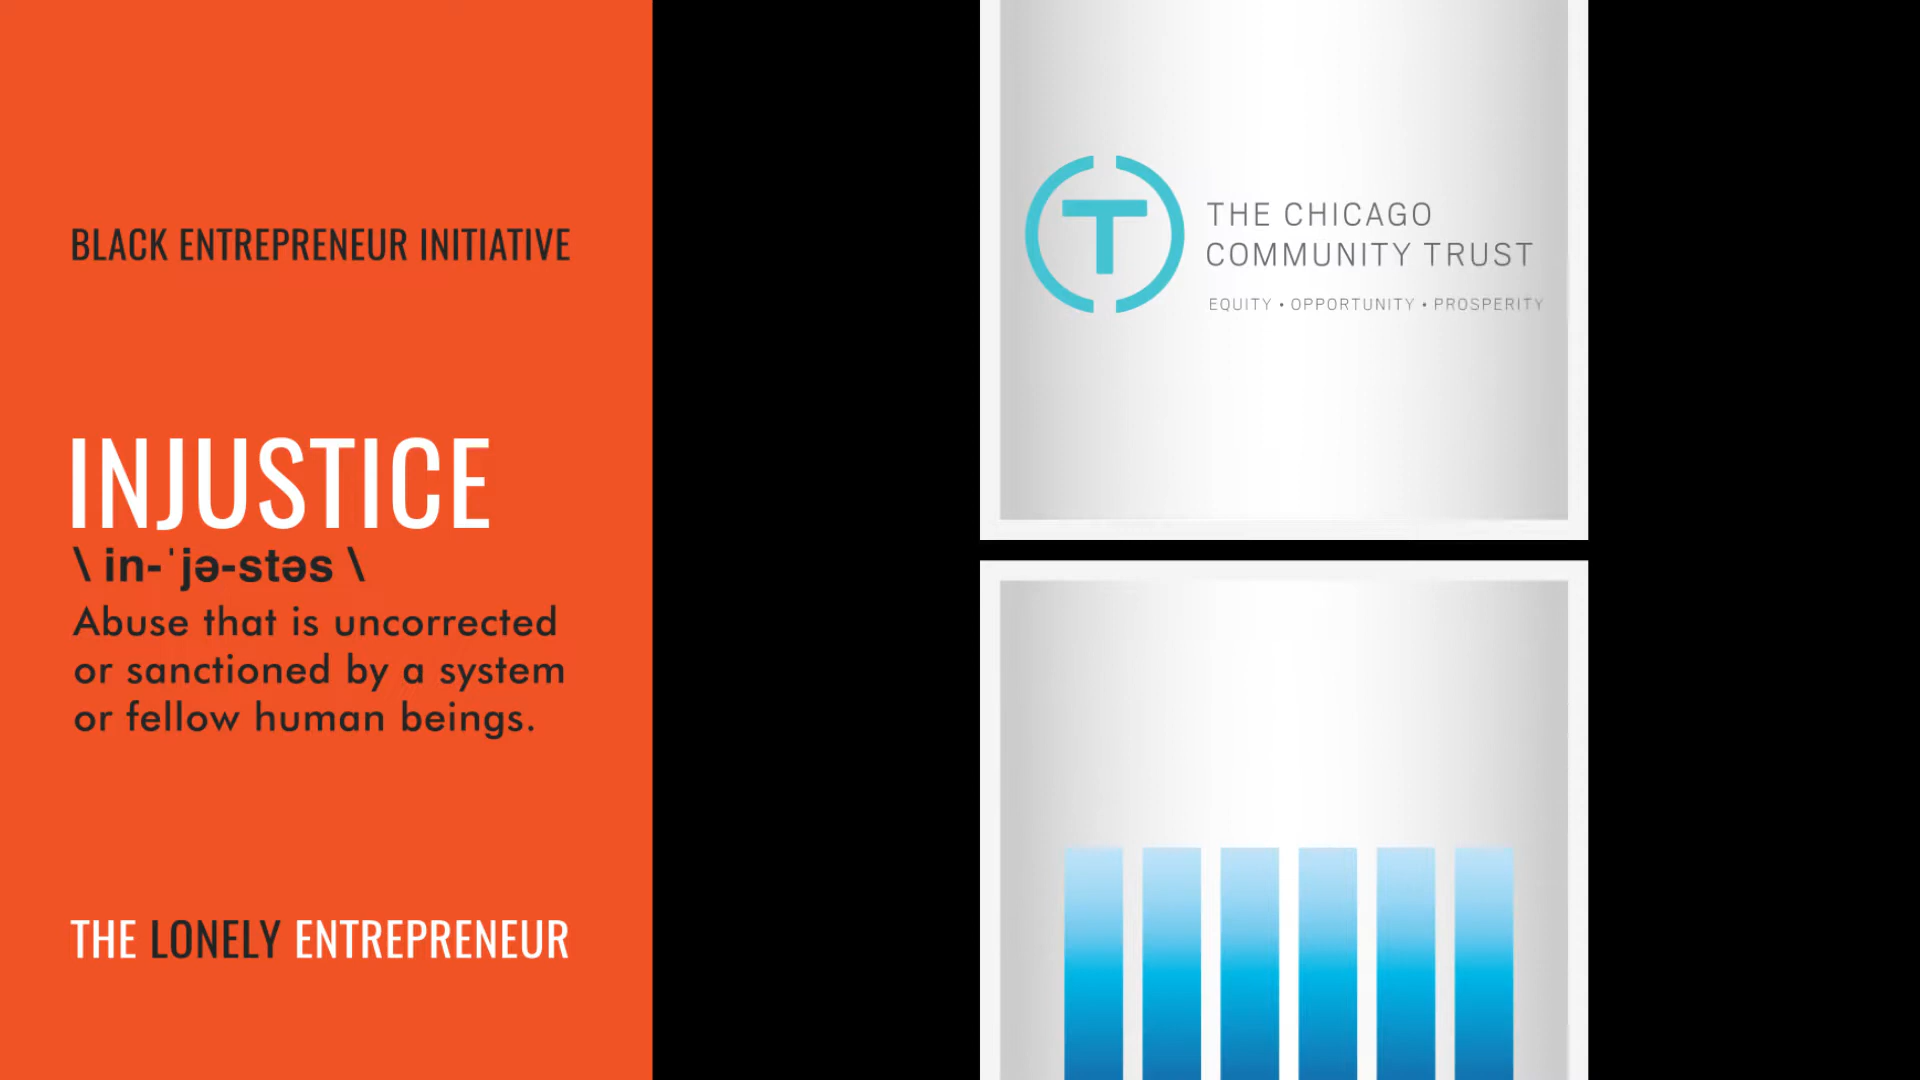 BLACK ENTREPRENEUR INITIATIVE
INJUSTICE
\ in-ˈjə-stəs \
Abuse that is uncorrected
or sanctioned by a system
or fellow human beings.
THE LONELY ENTREPRENEUR
T
THE CHICAGO
COMMUNITY TRUST
EQUITY • OPPORTUNITY • PROSPERITY